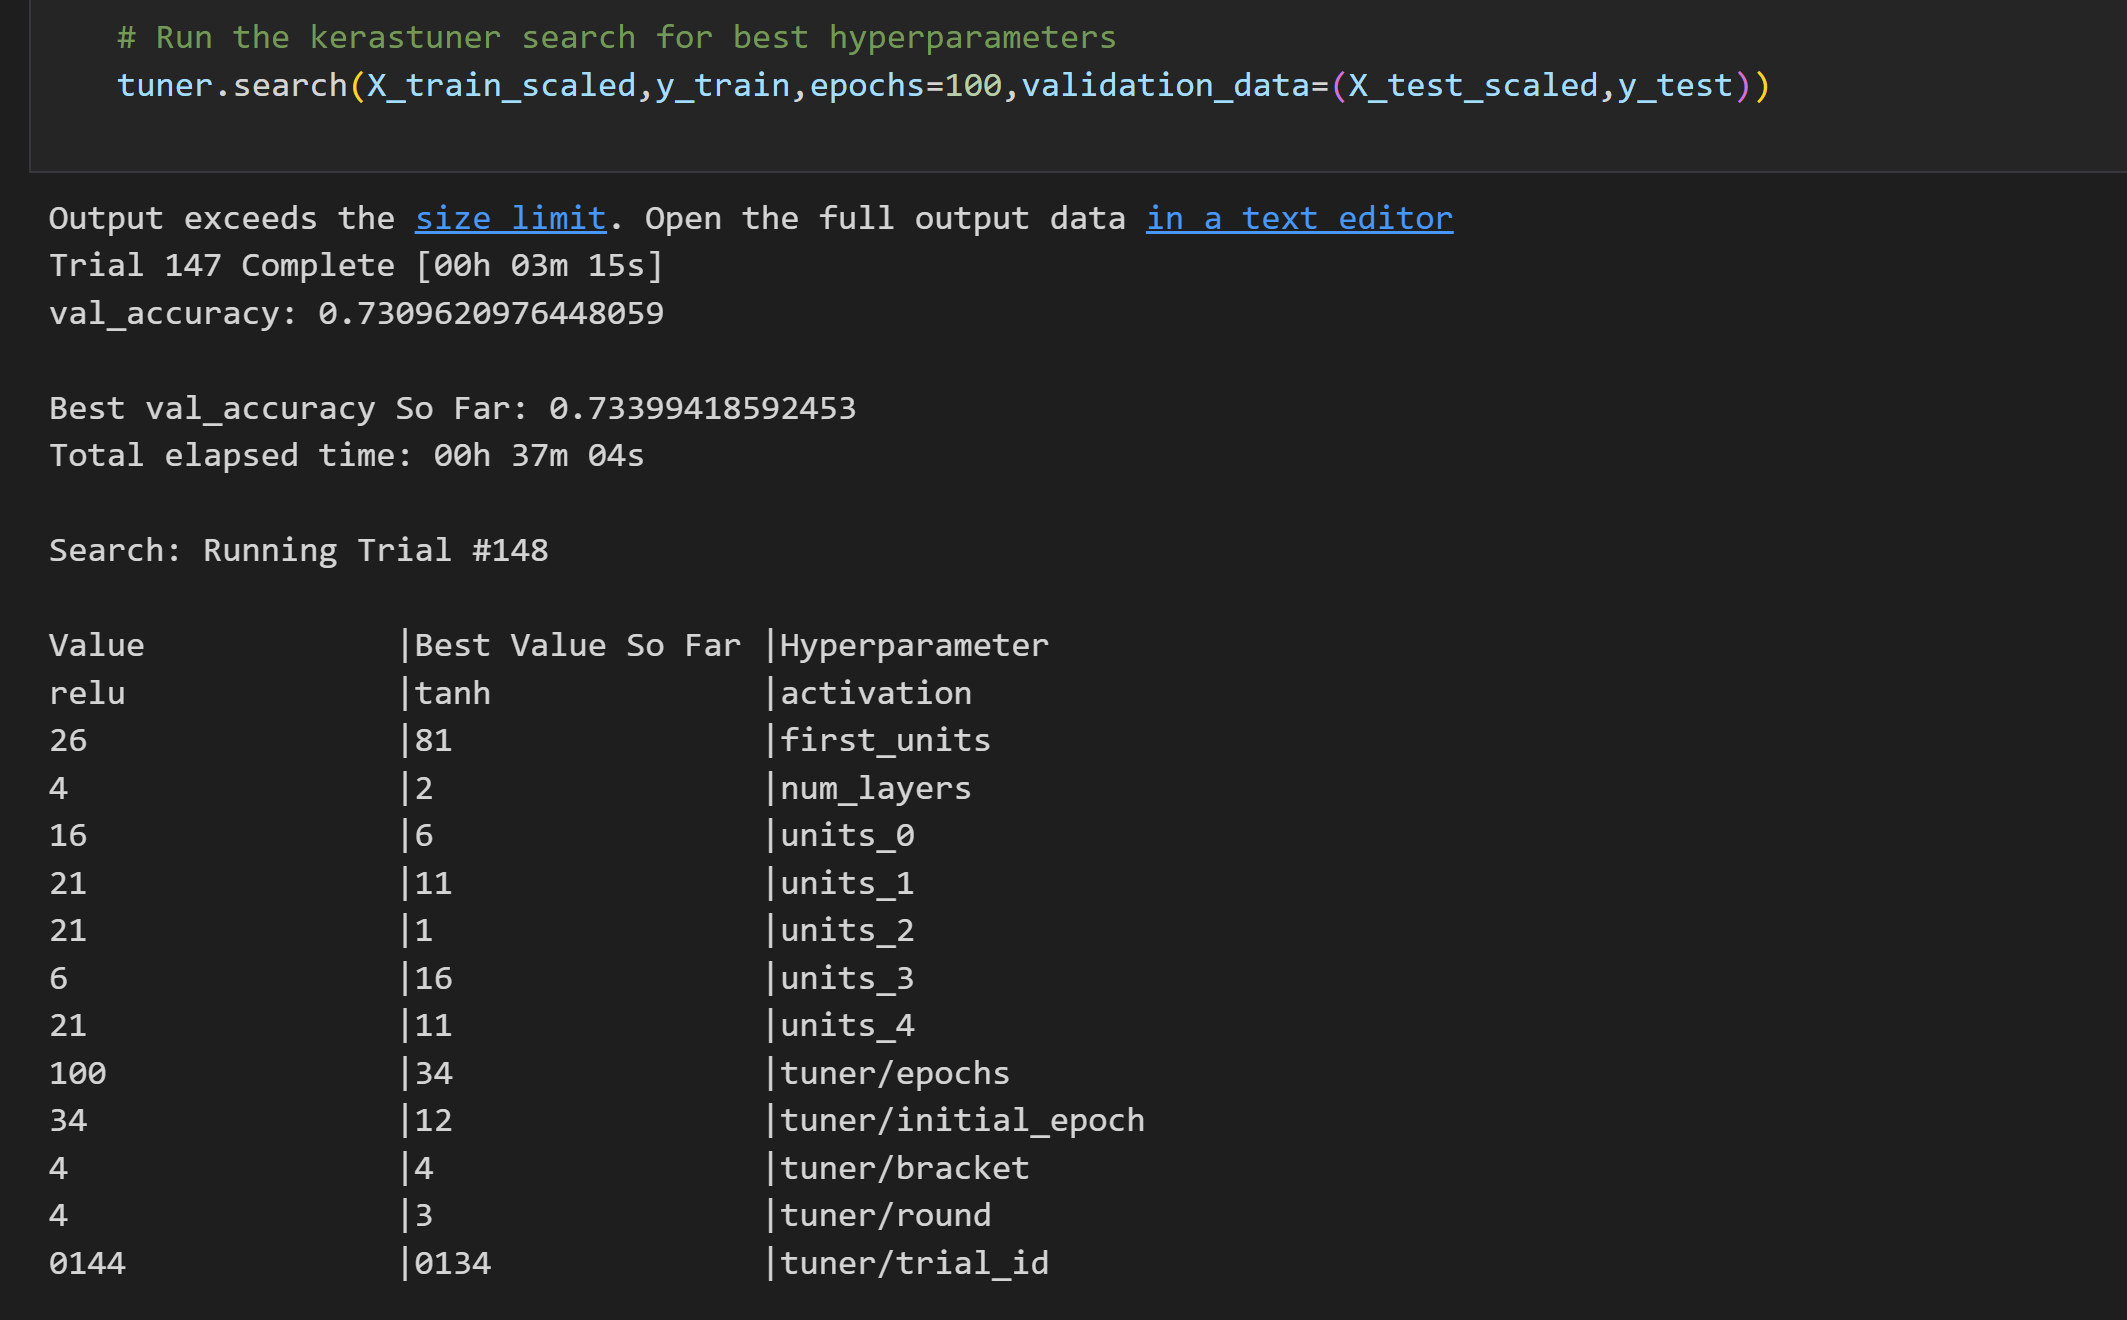 # Run the kerastuner search for best hyperparameters
tuner.search(X_train_scaled,y_train,epochs=100,validation_data=(X_test_scaled,y_test))
Output exceeds the size limit. Open the full output data in a text editor
Trial 147 Complete [00h 03m 15s]
val_accuracy: 0.7309620976448059
Best val_accuracy So Far: 0.73399418592453
Total elapsed time: 00h 37m 04s
Search: Running Trial #148
Value |Best Value So Far |Hyperparameter
relu |tanh |activation
26 |81 |first_units
4 |2 |num_layers
16 |6 |units_0
21 |11 |units_1
21 |1 |units_2
6 |16 |units_3
21 |11 |units_4
100 |34 |tuner/epochs
34 |12 |tuner/initial_epoch
4 |4 |tuner/bracket
4 |3 |tuner/round
0144 |0134 |tuner/trial_id